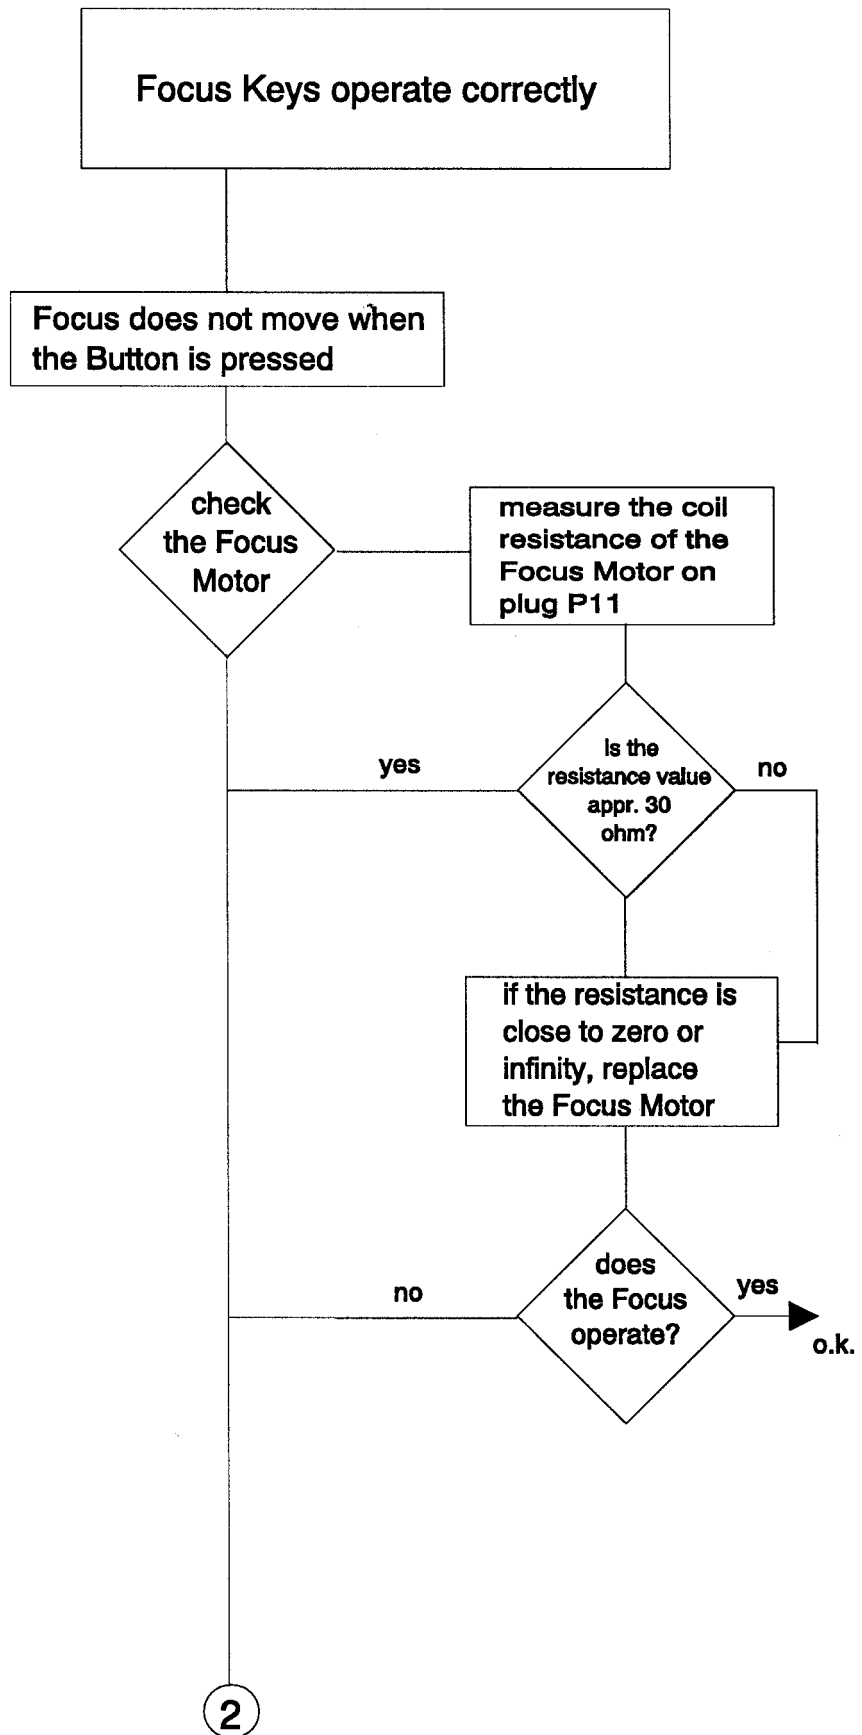 Focus Keys operate correctly
Focus does not move when
the Button is pressed
check
the Focus
Motor
measure the coil
resistance of the
Focus Motor on
plug P11
is the
resistance value
appr. 30
ohm?
yes
no
if the resistance is
close to zero or
infinity, replace
the Focus Motor
does
the Focus
operate?
no
yes
o.k.
2